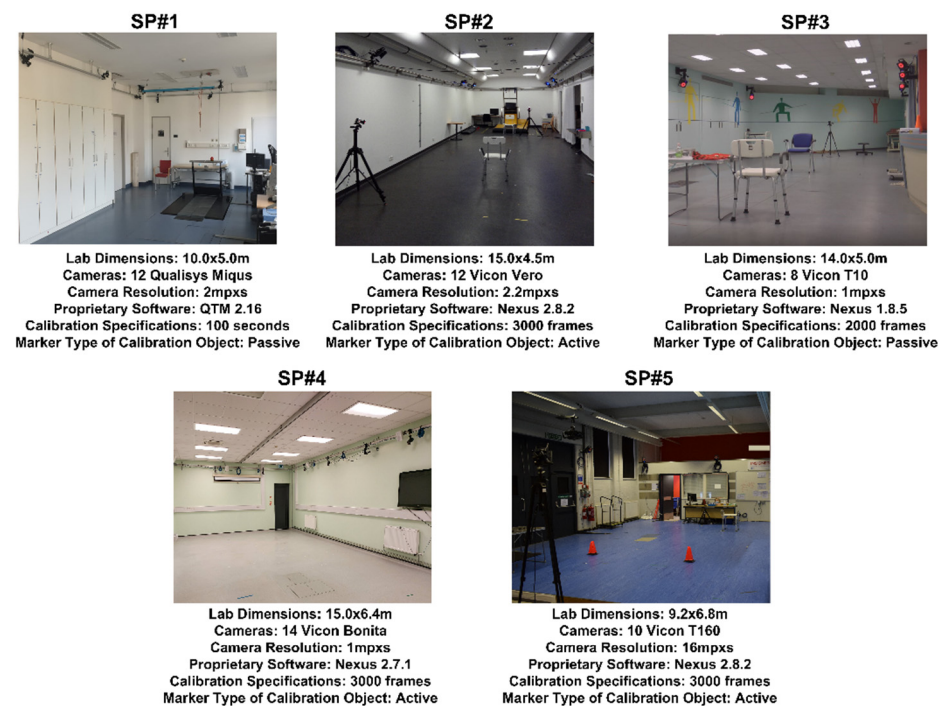 SP#1
Lab Dimensions: 10.0x5.0m
Cameras: 12 Qualisys Miqus
Camera Resolution: 2mpxs
Proprietary Software: QTM 2.16
Calibration Specifications: 100 seconds
Marker Type of Calibration Object: Passive
SP#2
Lab Dimensions: 15.0x4.5m
Cameras: 12 Vicon Vero
Camera Resolution: 2.2mpxs
Proprietary Software: Nexus 2.8.2
Calibration Specifications: 3000 frames
Marker Type of Calibration Object: Active
SP#3
Lab Dimensions: 14.0x5.0m
Cameras: 8 Vicon T10
Camera Resolution: 1mpxs
Proprietary Software: Nexus 1.8.5
Calibration Specifications: 2000 frames
Marker Type of Calibration Object: Passive
SP#4
Lab Dimensions: 15.0x6.4m
Cameras: 14 Vicon Bonita
Camera Resolution: 1mpxs
Proprietary Software: Nexus 2.7.1
Calibration Specifications: 3000 frames
Marker Type of Calibration Object: Active
SP#5
Lab Dimensions: 9.2x6.8m
Cameras: 10 Vicon T160
Camera Resolution: 16mpxs
Proprietary Software: Nexus 2.8.2
Calibration Specifications: 3000 frames
Marker Type of Calibration Object: Active